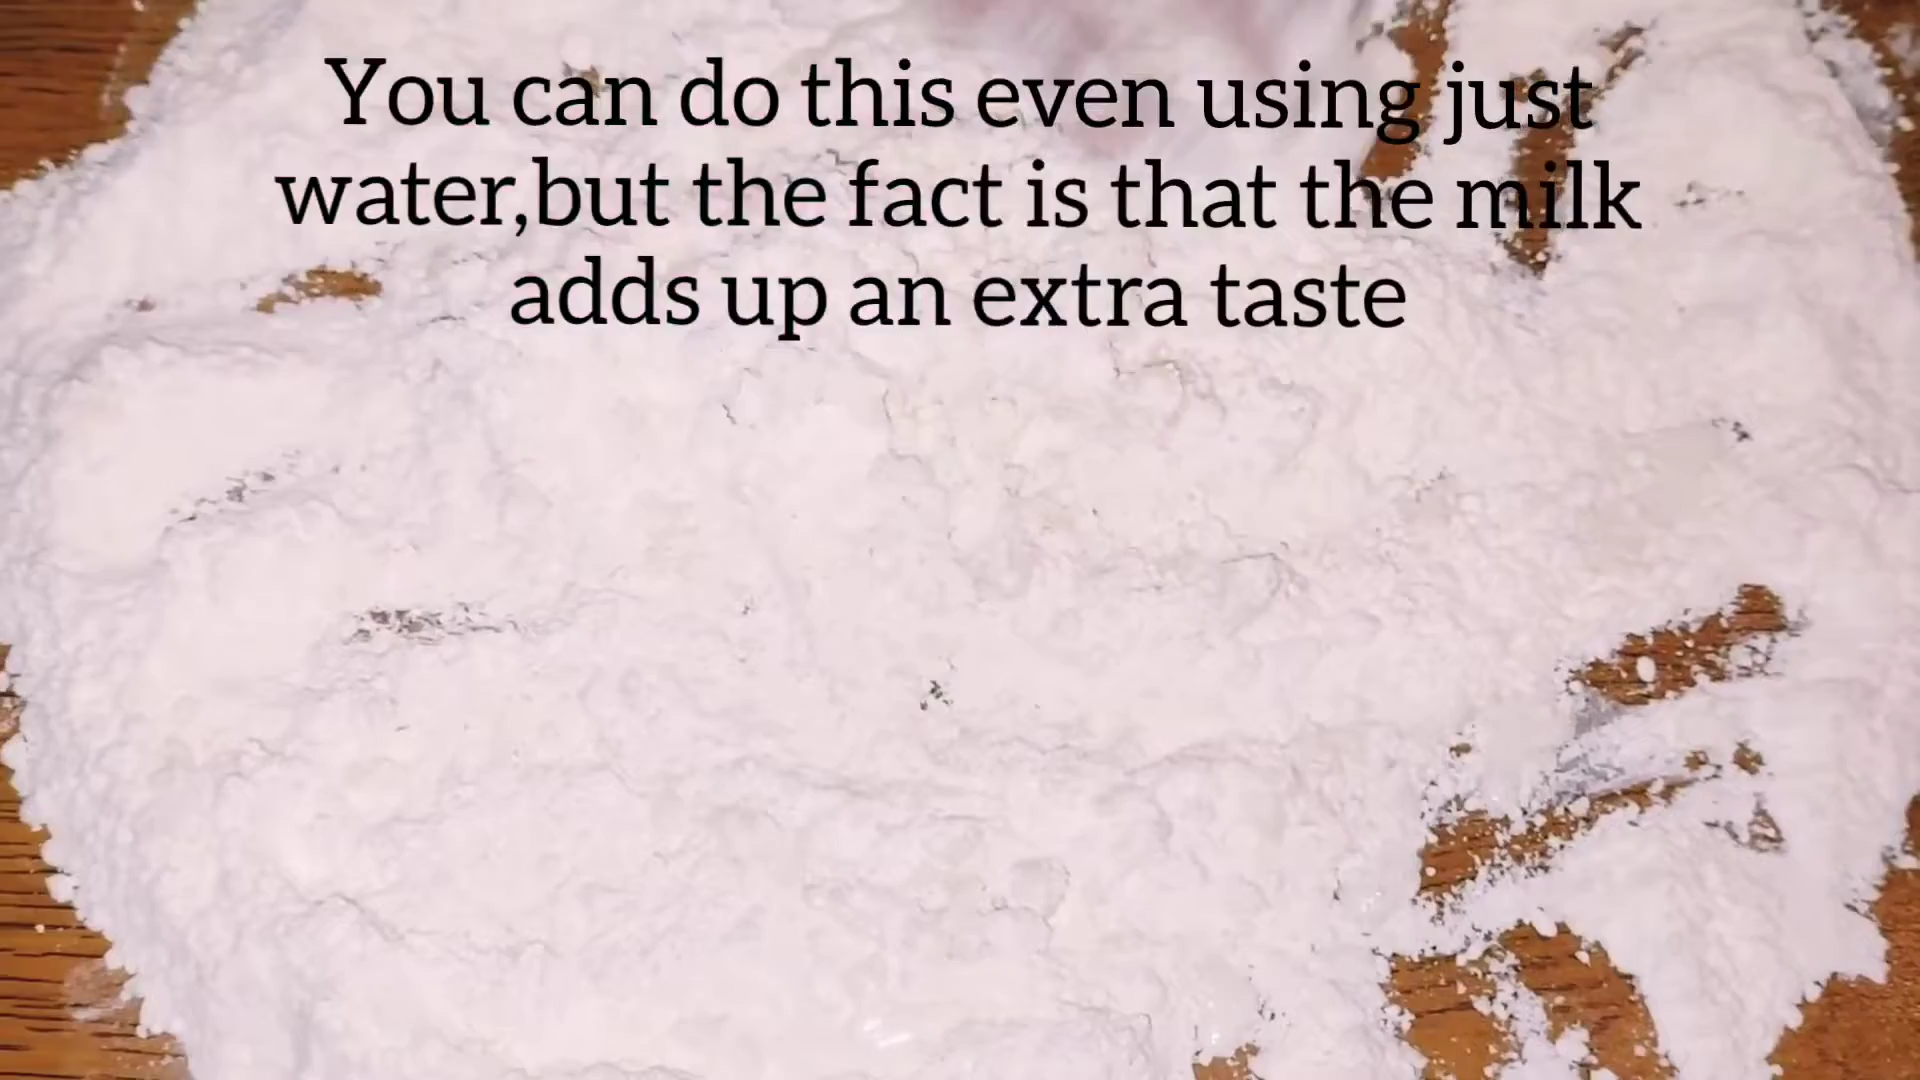 You can do this even using just
water,but the fact is that the milk
adds up an extra taste